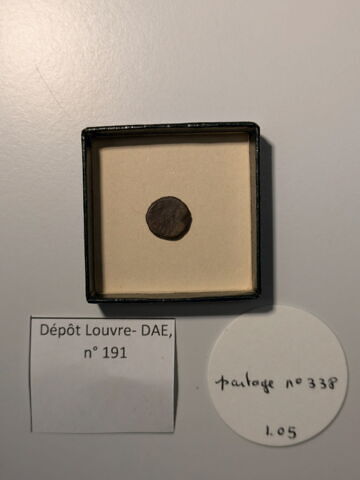 Dépôt Louvre- DAE,
n° 191
partage n° 338
1.05